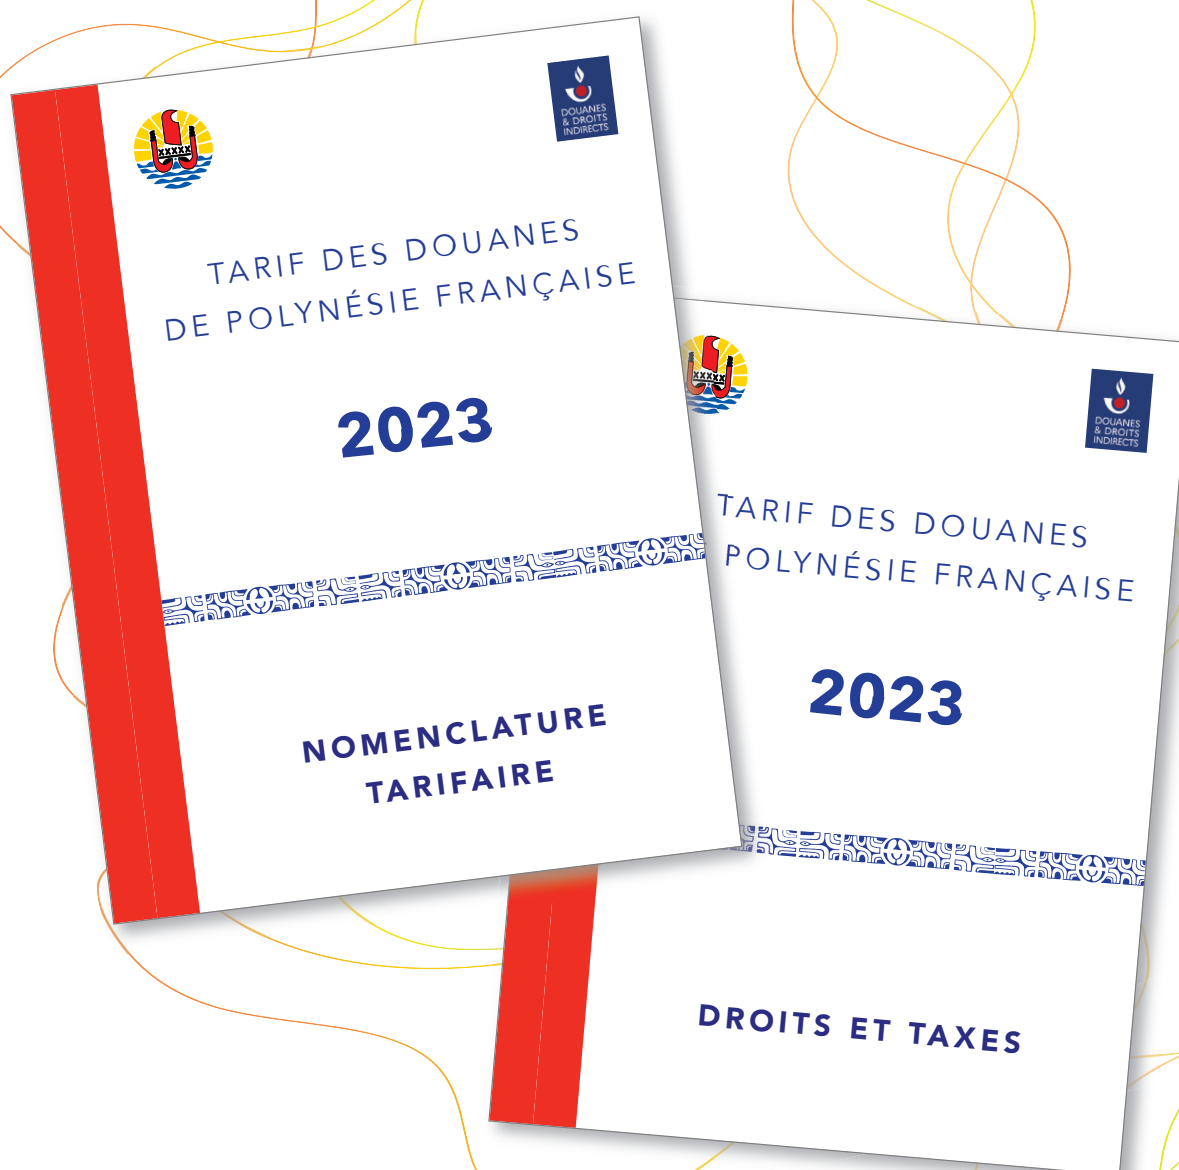 DOUANES
& DROITS
INDIRECTS
TARIF DES DOUANES
DE POLYNÉSIE FRANÇAISE
2023
NOMENCLATURE
TARIFAIRE
DOUANES
& DROITS
INDIRECTS
TARIF DES DOUANES
POLYNÉSIE FRANÇAISE
2023
DROITS ET TAXES